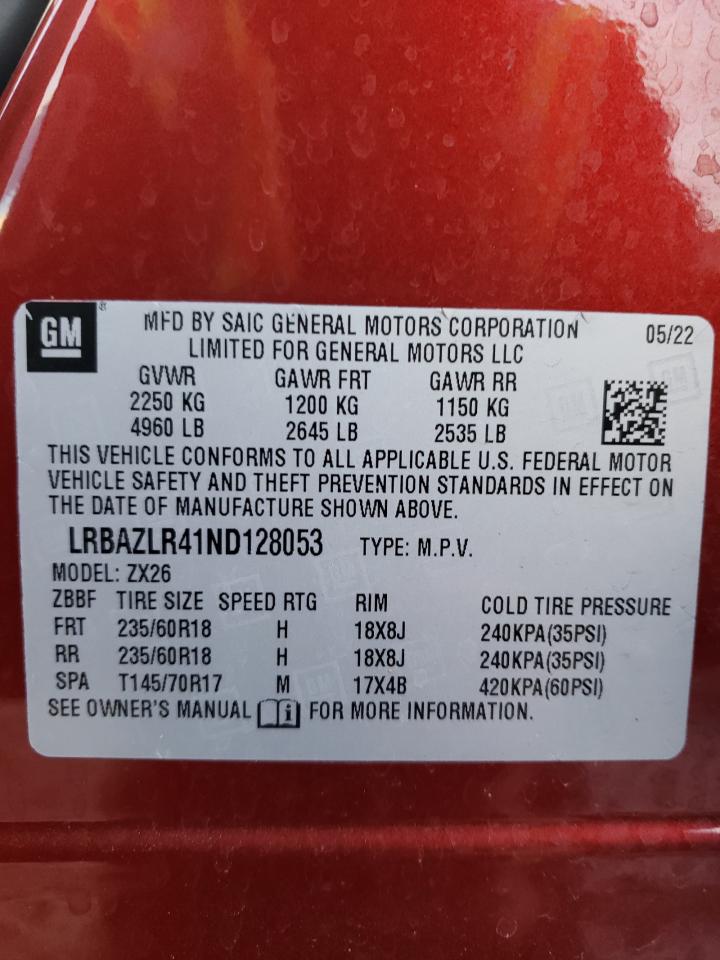 GM ®
MFD BY SAIC GENERAL MOTORS CORPORATION 05/22
LIMITED FOR GENERAL MOTORS LLC
GVWR GAWR FRT GAWR RR
2250 KG 1200 KG 1150 KG
4960 LB 2645 LB 2535 LB
THIS VEHICLE CONFORMS TO ALL APPLICABLE U.S. FEDERAL MOTOR
VEHICLE SAFETY AND THEFT PREVENTION STANDARDS IN EFFECT ON
THE DATE OF MANUFACTURE SHOWN ABOVE.
LRBAZLR41ND128053 TYPE: M.P.V.
MODEL: ZX26
ZBBF TIRE SIZE SPEED RTG RIM COLD TIRE PRESSURE
FRT 235/60R18 H 18X8J 240KPA(35PSI)
RR 235/60R18 H 18X8J 240KPA(35PSI)
SPA T145/70R17 M 17X4B 420KPA(60PSI)
SEE OWNER'S MANUAL i FOR MORE INFORMATION.